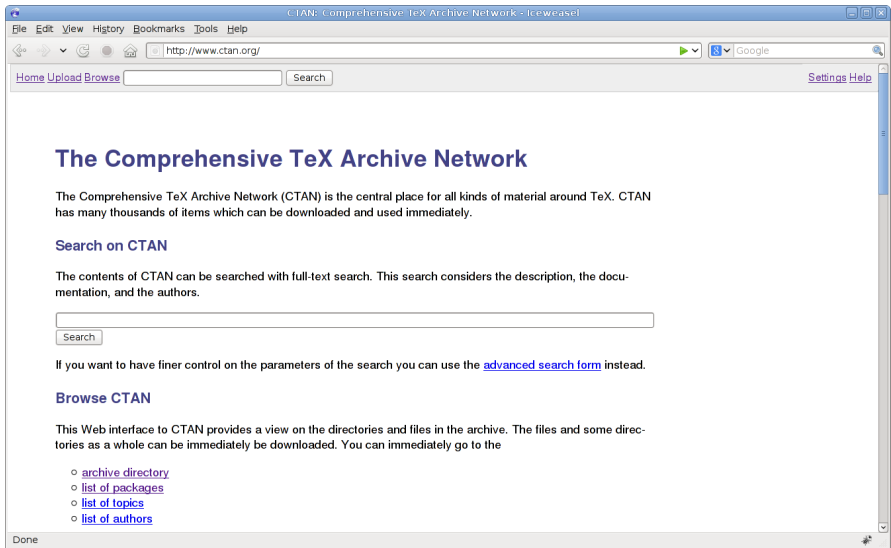 CTAN: Comprehensive TeX Archive Network - Iceweasel
File Edit View History Bookmarks Tools Help
http://www.ctan.org/ Google
Home Upload Browse Search Settings Help
The Comprehensive TeX Archive Network
The Comprehensive TeX Archive Network (CTAN) is the central place for all kinds of material around TeX. CTAN
has many thousands of items which can be downloaded and used immediately.
Search on CTAN
The contents of CTAN can be searched with full-text search. This search considers the description, the docu-
mentation, and the authors.
Search
If you want to have finer control on the parameters of the search you can use the advanced search form instead.
Browse CTAN
This Web interface to CTAN provides a view on the directories and files in the archive. The files and some direc-
tories as a whole can be immediately be downloaded. You can immediately go to the
archive directory
list of packages
list of topics
list of authors
Done